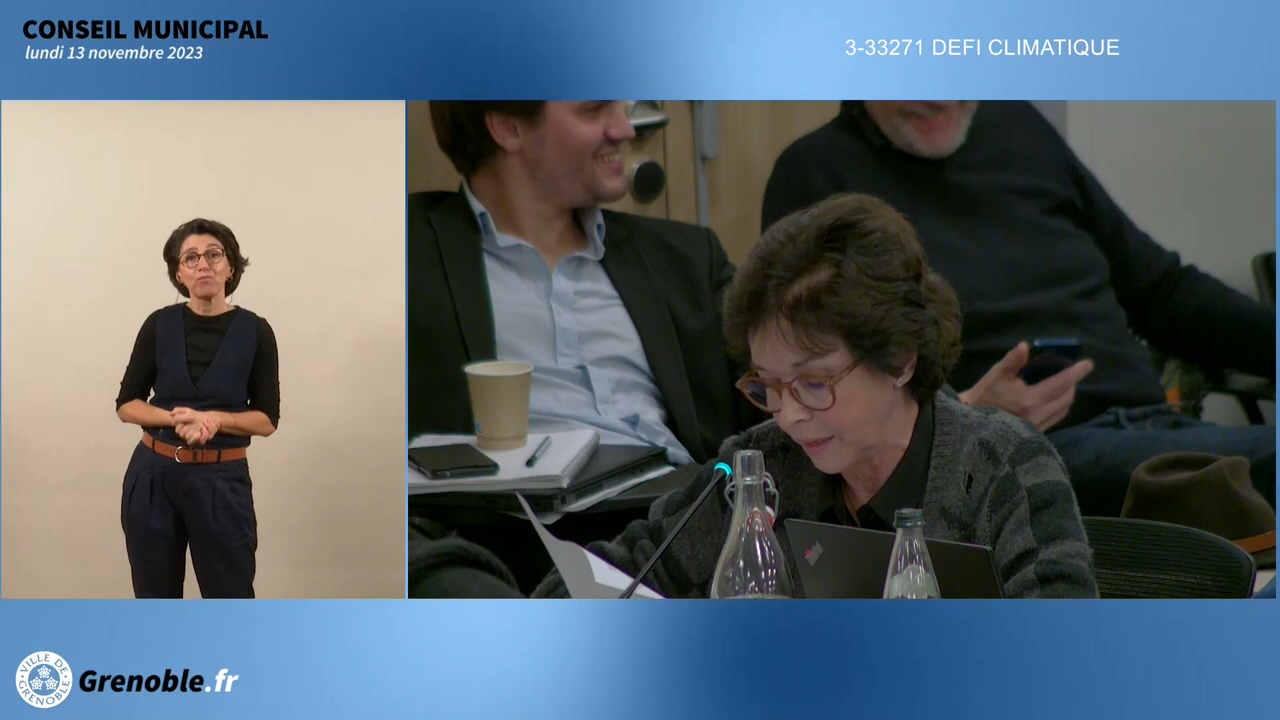 CONSEIL MUNICIPAL
lundi 13 novembre 2023
3-33271 DEFI CLIMATIQUE
VILLE DE GRENOBLE
Grenoble.fr